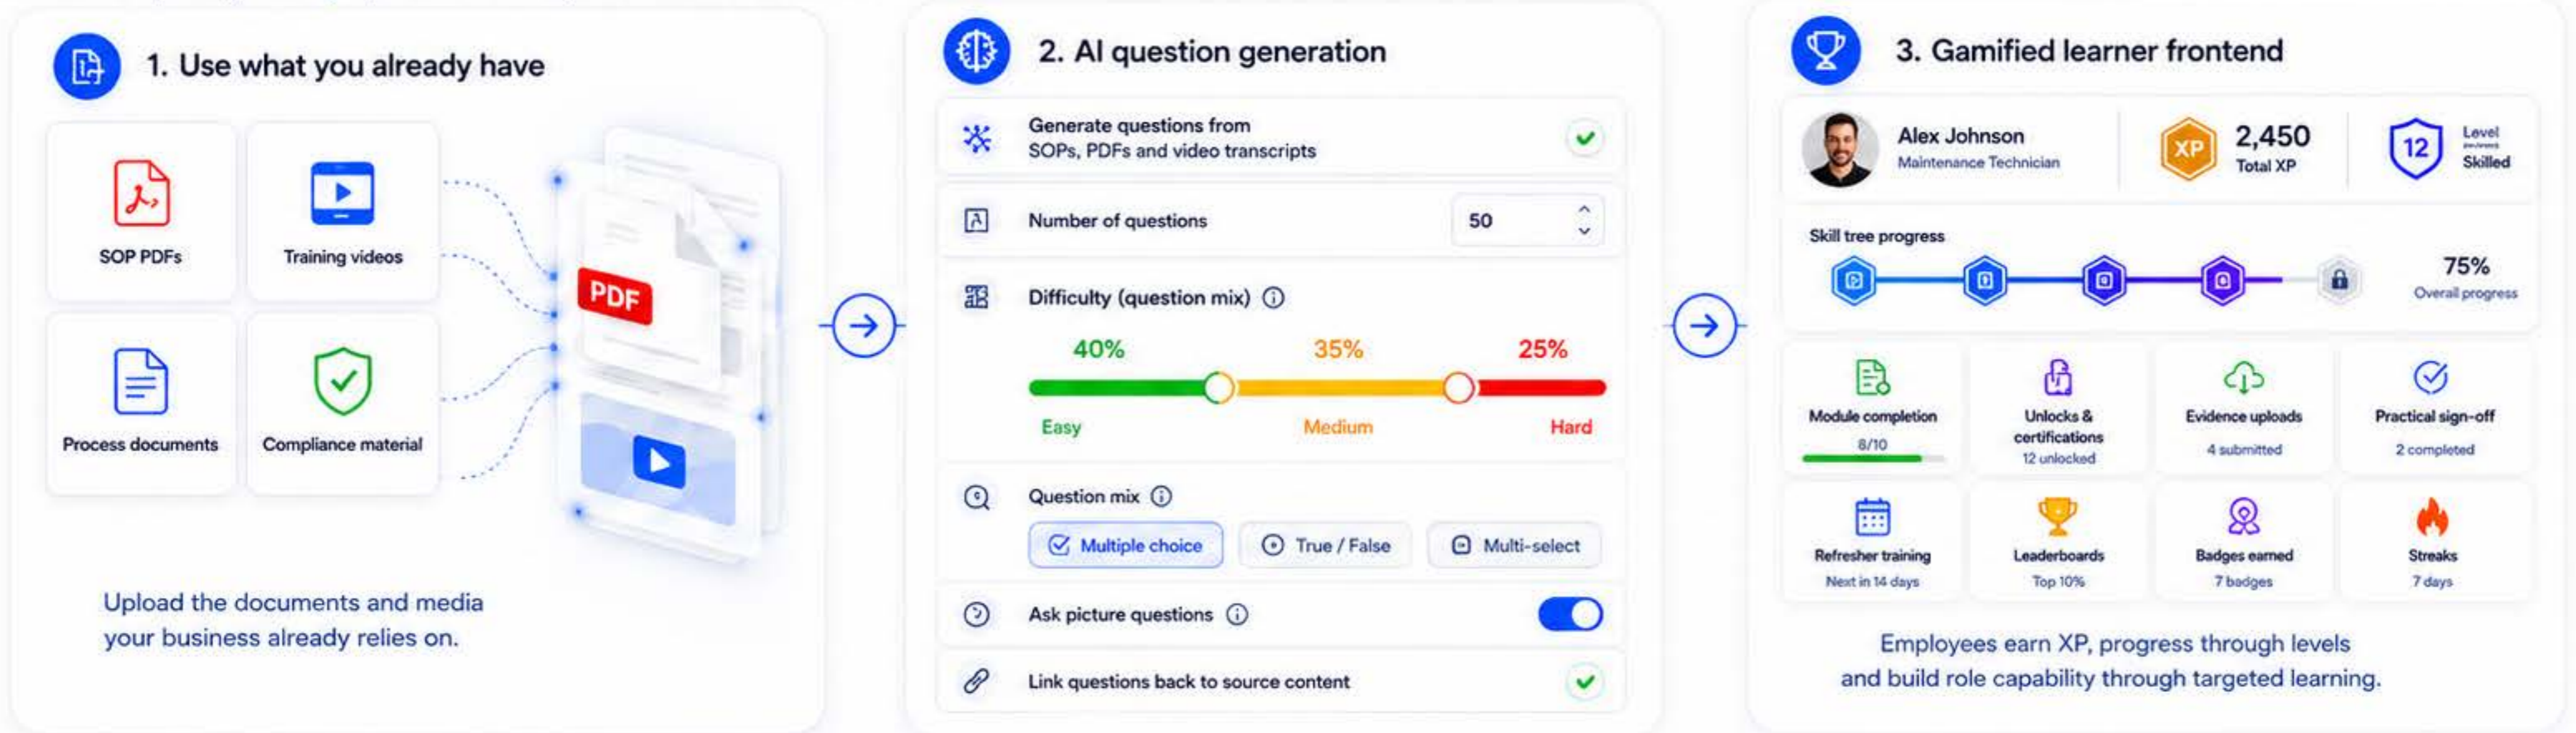 1. Use what you already have
SOP PDFs
Training videos
Process documents
Compliance material
PDF
Upload the documents and media
your business already relies on.
2. AI question generation
Generate questions from
SOPs, PDFs and video transcripts
Number of questions
50
Difficulty (question mix)
40%
35%
25%
Easy
Medium
Hard
Question mix
Multiple choice
True / False
Multi-select
Ask picture questions
Link questions back to source content
3. Gamified learner frontend
Alex Johnson
Maintenance Technician
XP
2,450
Total XP
12
Level
Skilled
Skill tree progress
75%
Overall progress
Module completion
8/10
Unlocks &
certifications
12 unlocked
Evidence uploads
4 submitted
Practical sign-off
2 completed
Refresher training
Next in 14 days
Leaderboards
Top 10%
Badges earned
7 badges
Streaks
7 days
Employees earn XP, progress through levels
and build role capability through targeted learning.